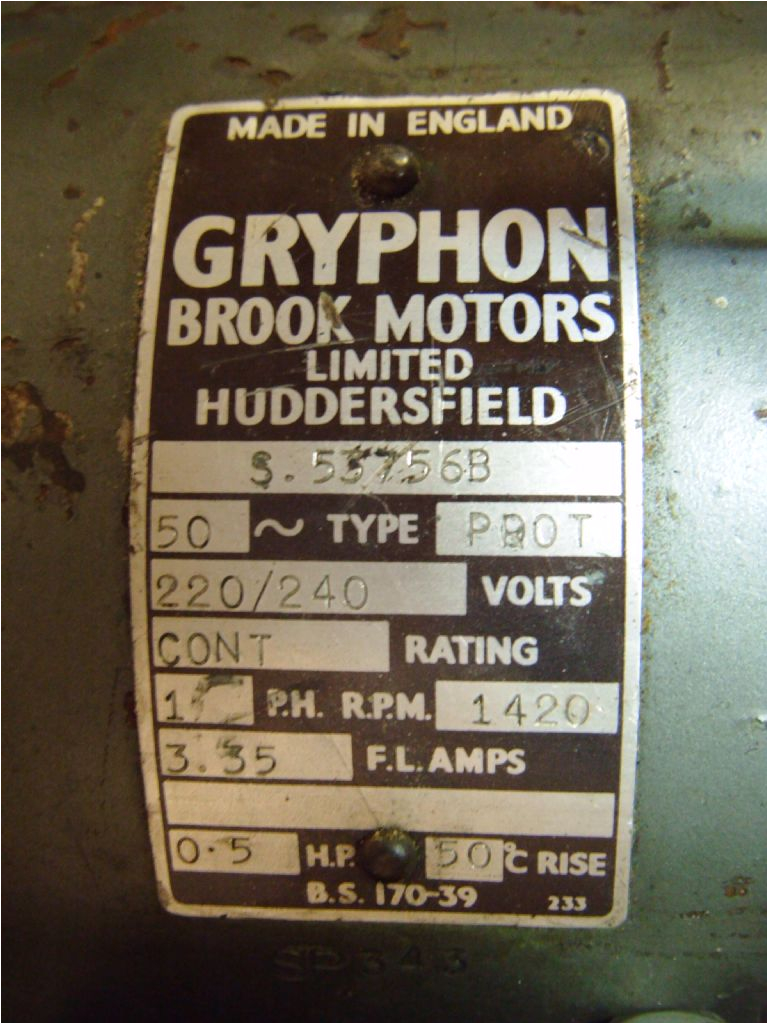 MADE IN ENGLAND
GRYPHON
BROOK MOTORS
LIMITED
HUDDERSFIELD
S.53756B
50 ~ TYPE
220/240 VOLTS
CONT RATING
1 P.H. R.P.M. 1420
3.35 F.L. AMPS
0.5 H.P. 50 °C RISE
B.S. 170-39 233
343